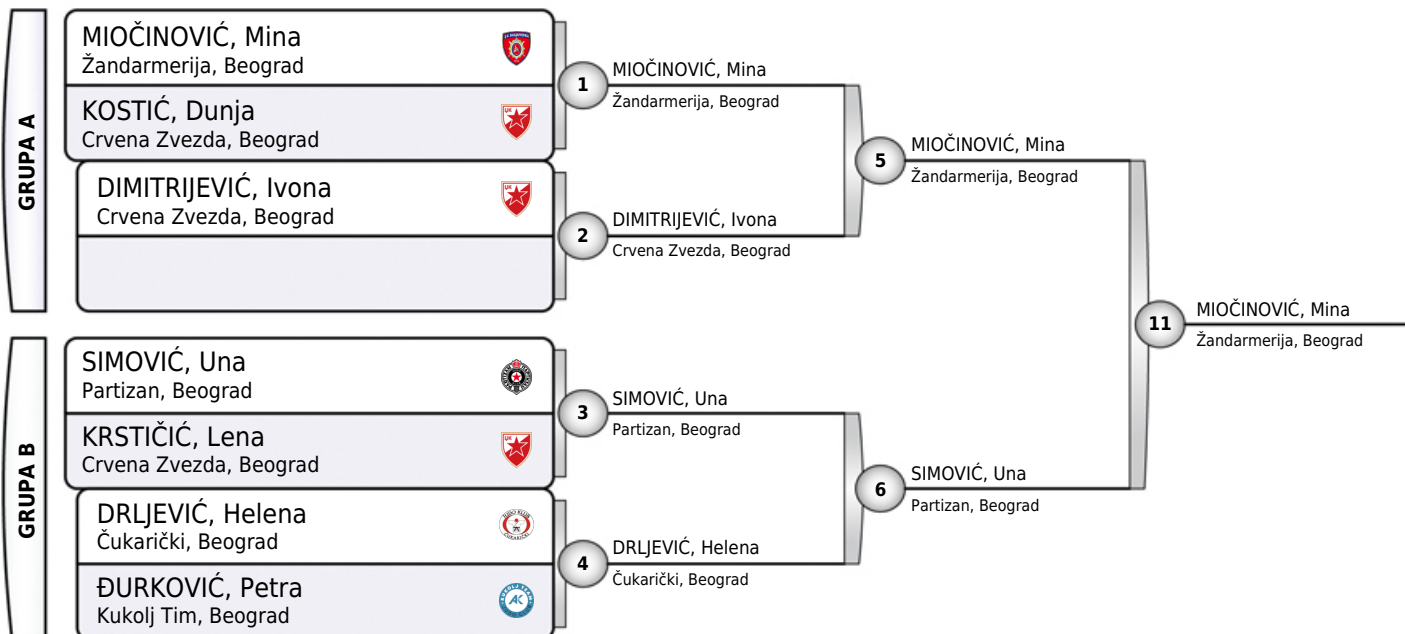 GRUPA A
MIOČINOVIĆ, Mina
Žandarmerija, Beograd
KOSTIĆ, Dunja
Crvena Zvezda, Beograd
DIMITRIJEVIĆ, Ivona
Crvena Zvezda, Beograd
1
MIOČINOVIĆ, Mina
Žandarmerija, Beograd
2
DIMITRIJEVIĆ, Ivona
Crvena Zvezda, Beograd
5
MIOČINOVIĆ, Mina
Žandarmerija, Beograd
GRUPA B
SIMOVIĆ, Una
Partizan, Beograd
KRSTIČIĆ, Lena
Crvena Zvezda, Beograd
DRLJEVIĆ, Helena
Čukarički, Beograd
ĐURKOVIĆ, Petra
Kukolj Tim, Beograd
3
SIMOVIĆ, Una
Partizan, Beograd
4
DRLJEVIĆ, Helena
Čukarički, Beograd
6
SIMOVIĆ, Una
Partizan, Beograd
11
MIOČINOVIĆ, Mina
Žandarmerija, Beograd